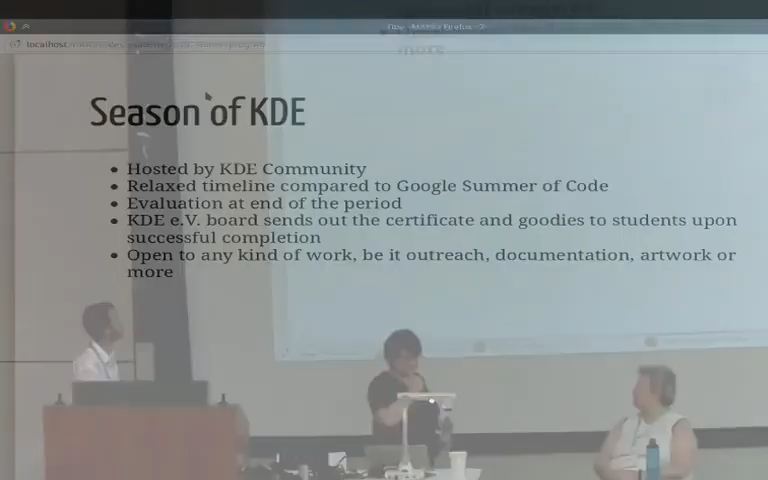 more
localhost
Season of KDE
Hosted by KDE Community
Relaxed timeline compared to Google Summer of Code
Evaluation at end of the period
KDE e.V. board sends out the certificate and goodies to students upon
successful completion
Open to any kind of work, be it outreach, documentation, artwork or
more